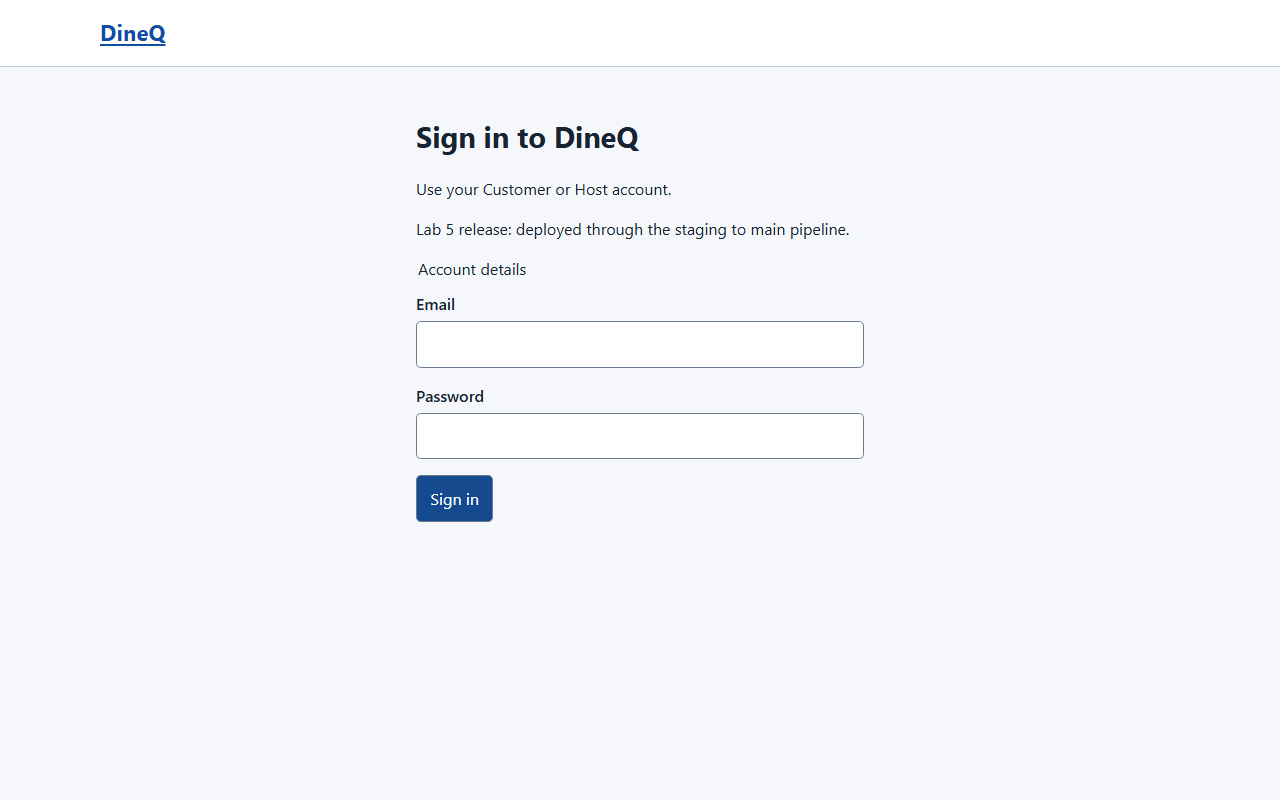 DineQ
Sign in to DineQ
Use your Customer or Host account.
Lab 5 release: deployed through the staging to main pipeline.
Account details
Email
Password
Sign in